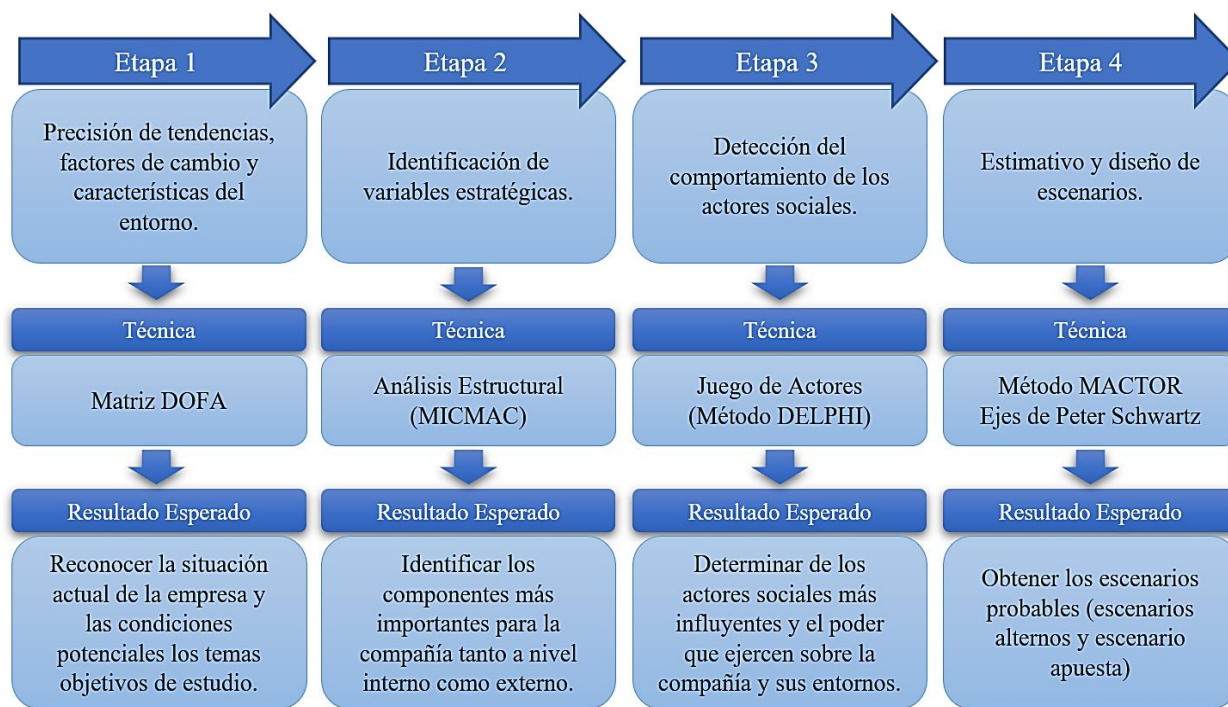 Etapa 1
Precisión de tendencias,
factores de cambio y
características del
entorno.
Técnica
Matriz DOFA
Resultado Esperado
Reconocer la situación
actual de la empresa y
las condiciones
potenciales los temas
objetivos de estudio.
Etapa 2
Identificación de
variables estratégicas.
Técnica
Análisis Estructural
(MICMAC)
Resultado Esperado
Identificar los
componentes más
importantes para la
compañía tanto a nivel
interno como externo.
Etapa 3
Detección del
comportamiento de los
actores sociales.
Técnica
Juego de Actores
(Método DELPHI)
Resultado Esperado
Determinar de los
actores sociales más
influyentes y el poder
que ejercen sobre la
compañía y sus entornos.
Etapa 4
Estimativo y diseño de
escenarios.
Técnica
Método MACTOR
Ejes de Peter Schwartz
Resultado Esperado
Obtener los escenarios
probables (escenarios
alternos y escenario
apuesta)